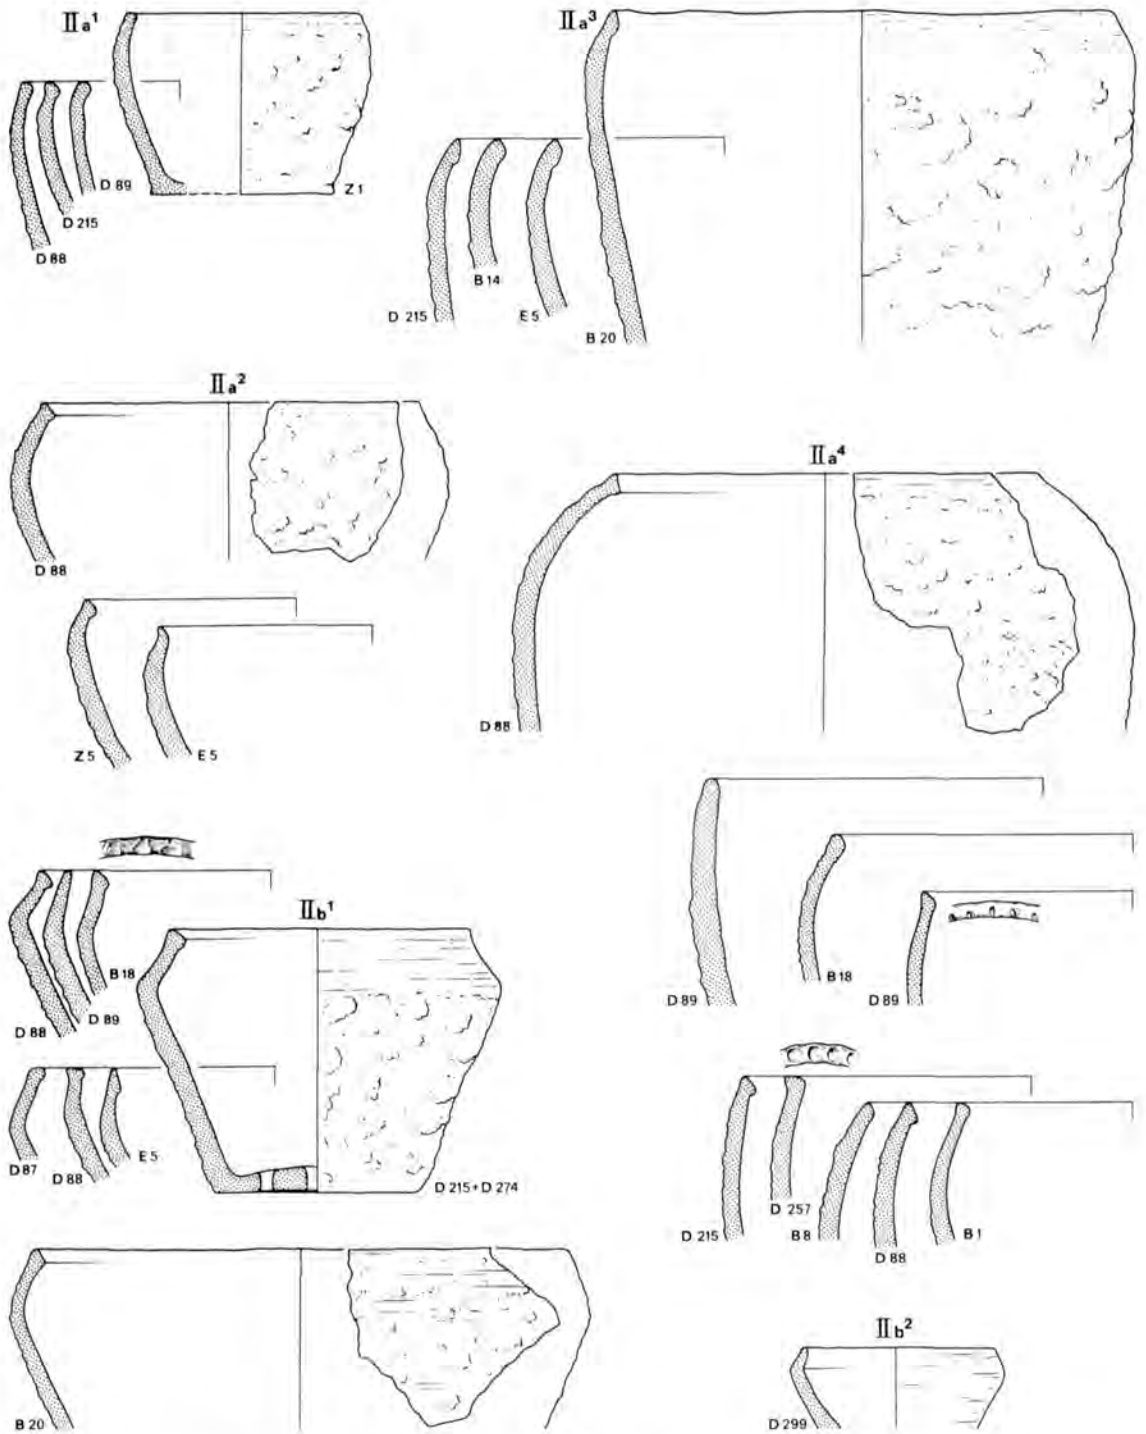 Ⅱa¹
D 88
D 215
D 89
Z 1
Ⅱa³
D 215
B 14
E 5
B 20
Ⅱa²
D 88
Z 5
E 5
Ⅱa⁴
D 88
D 89
B 18
D 89
D 88
D 89
B 18
Ⅱb¹
D 87
D 88
E 5
D 215 + D 274
D 215
D 257
B 8
D 88
B 1
B 20
Ⅱb²
D 299